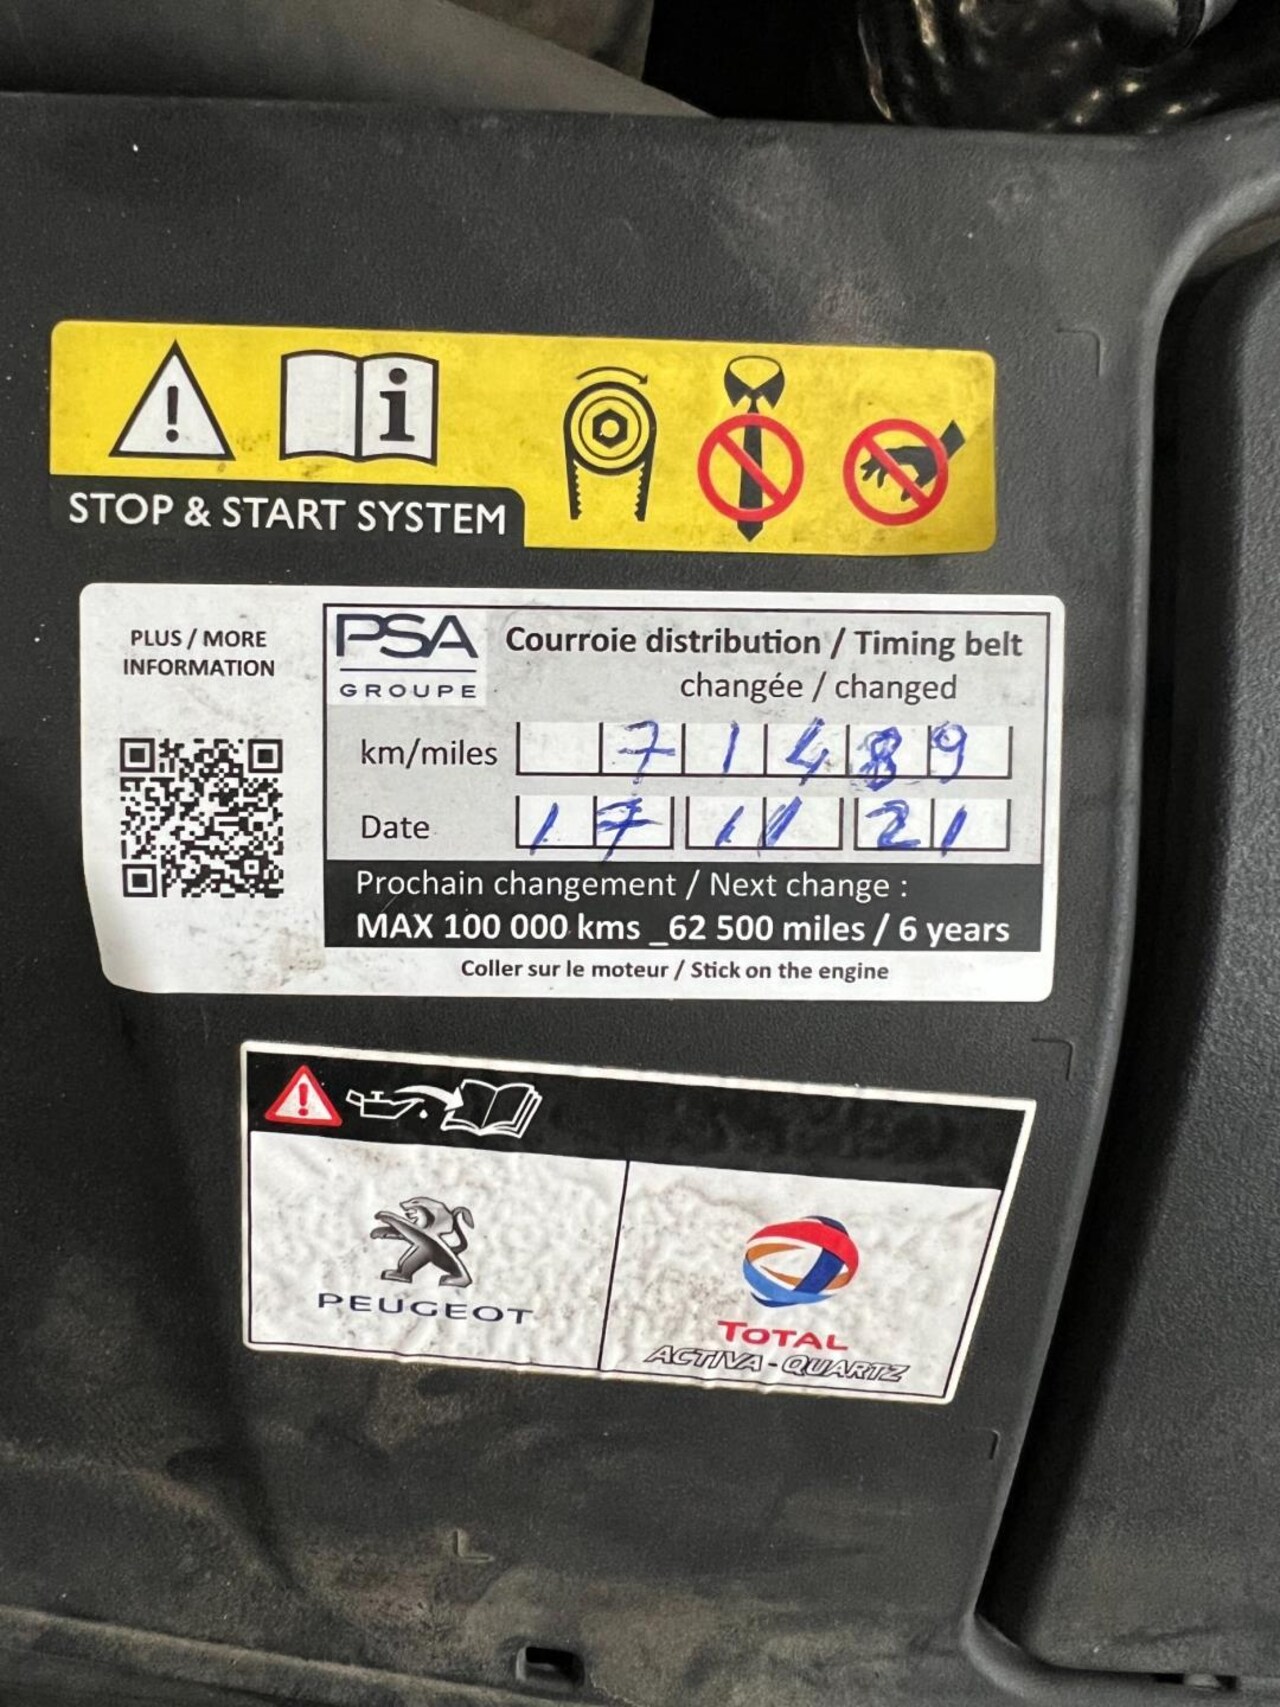 STOP & START SYSTEM
PLUS / MORE
INFORMATION
PSA
GROUPE
Courroie distribution / Timing belt
changée / changed
km/miles 71489
Date 17 11 21
Prochain changement / Next change :
MAX 100 000 kms _62 500 miles / 6 years
Coller sur le moteur / Stick on the engine
PEUGEOT
TOTAL
ACTIVA - QUARTZ